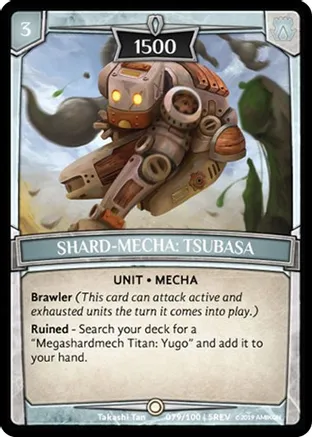 3
1500
SHARD-MECHA: TSUBASA
UNIT • MECHA
Brawler (This card can attack active and
exhausted units the turn it comes into play.)
Ruined - Search your deck for a
"Megashardmech Titan: Yugo" and add it to
your hand.
Takashi Tan 079/100 LSREV ©2019 AMIKON